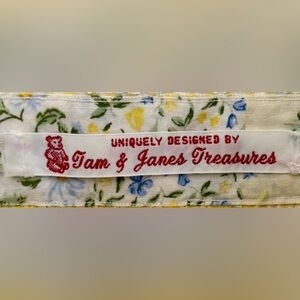 UNIQUELY DESIGNED BY
Tam & Janes Treasures